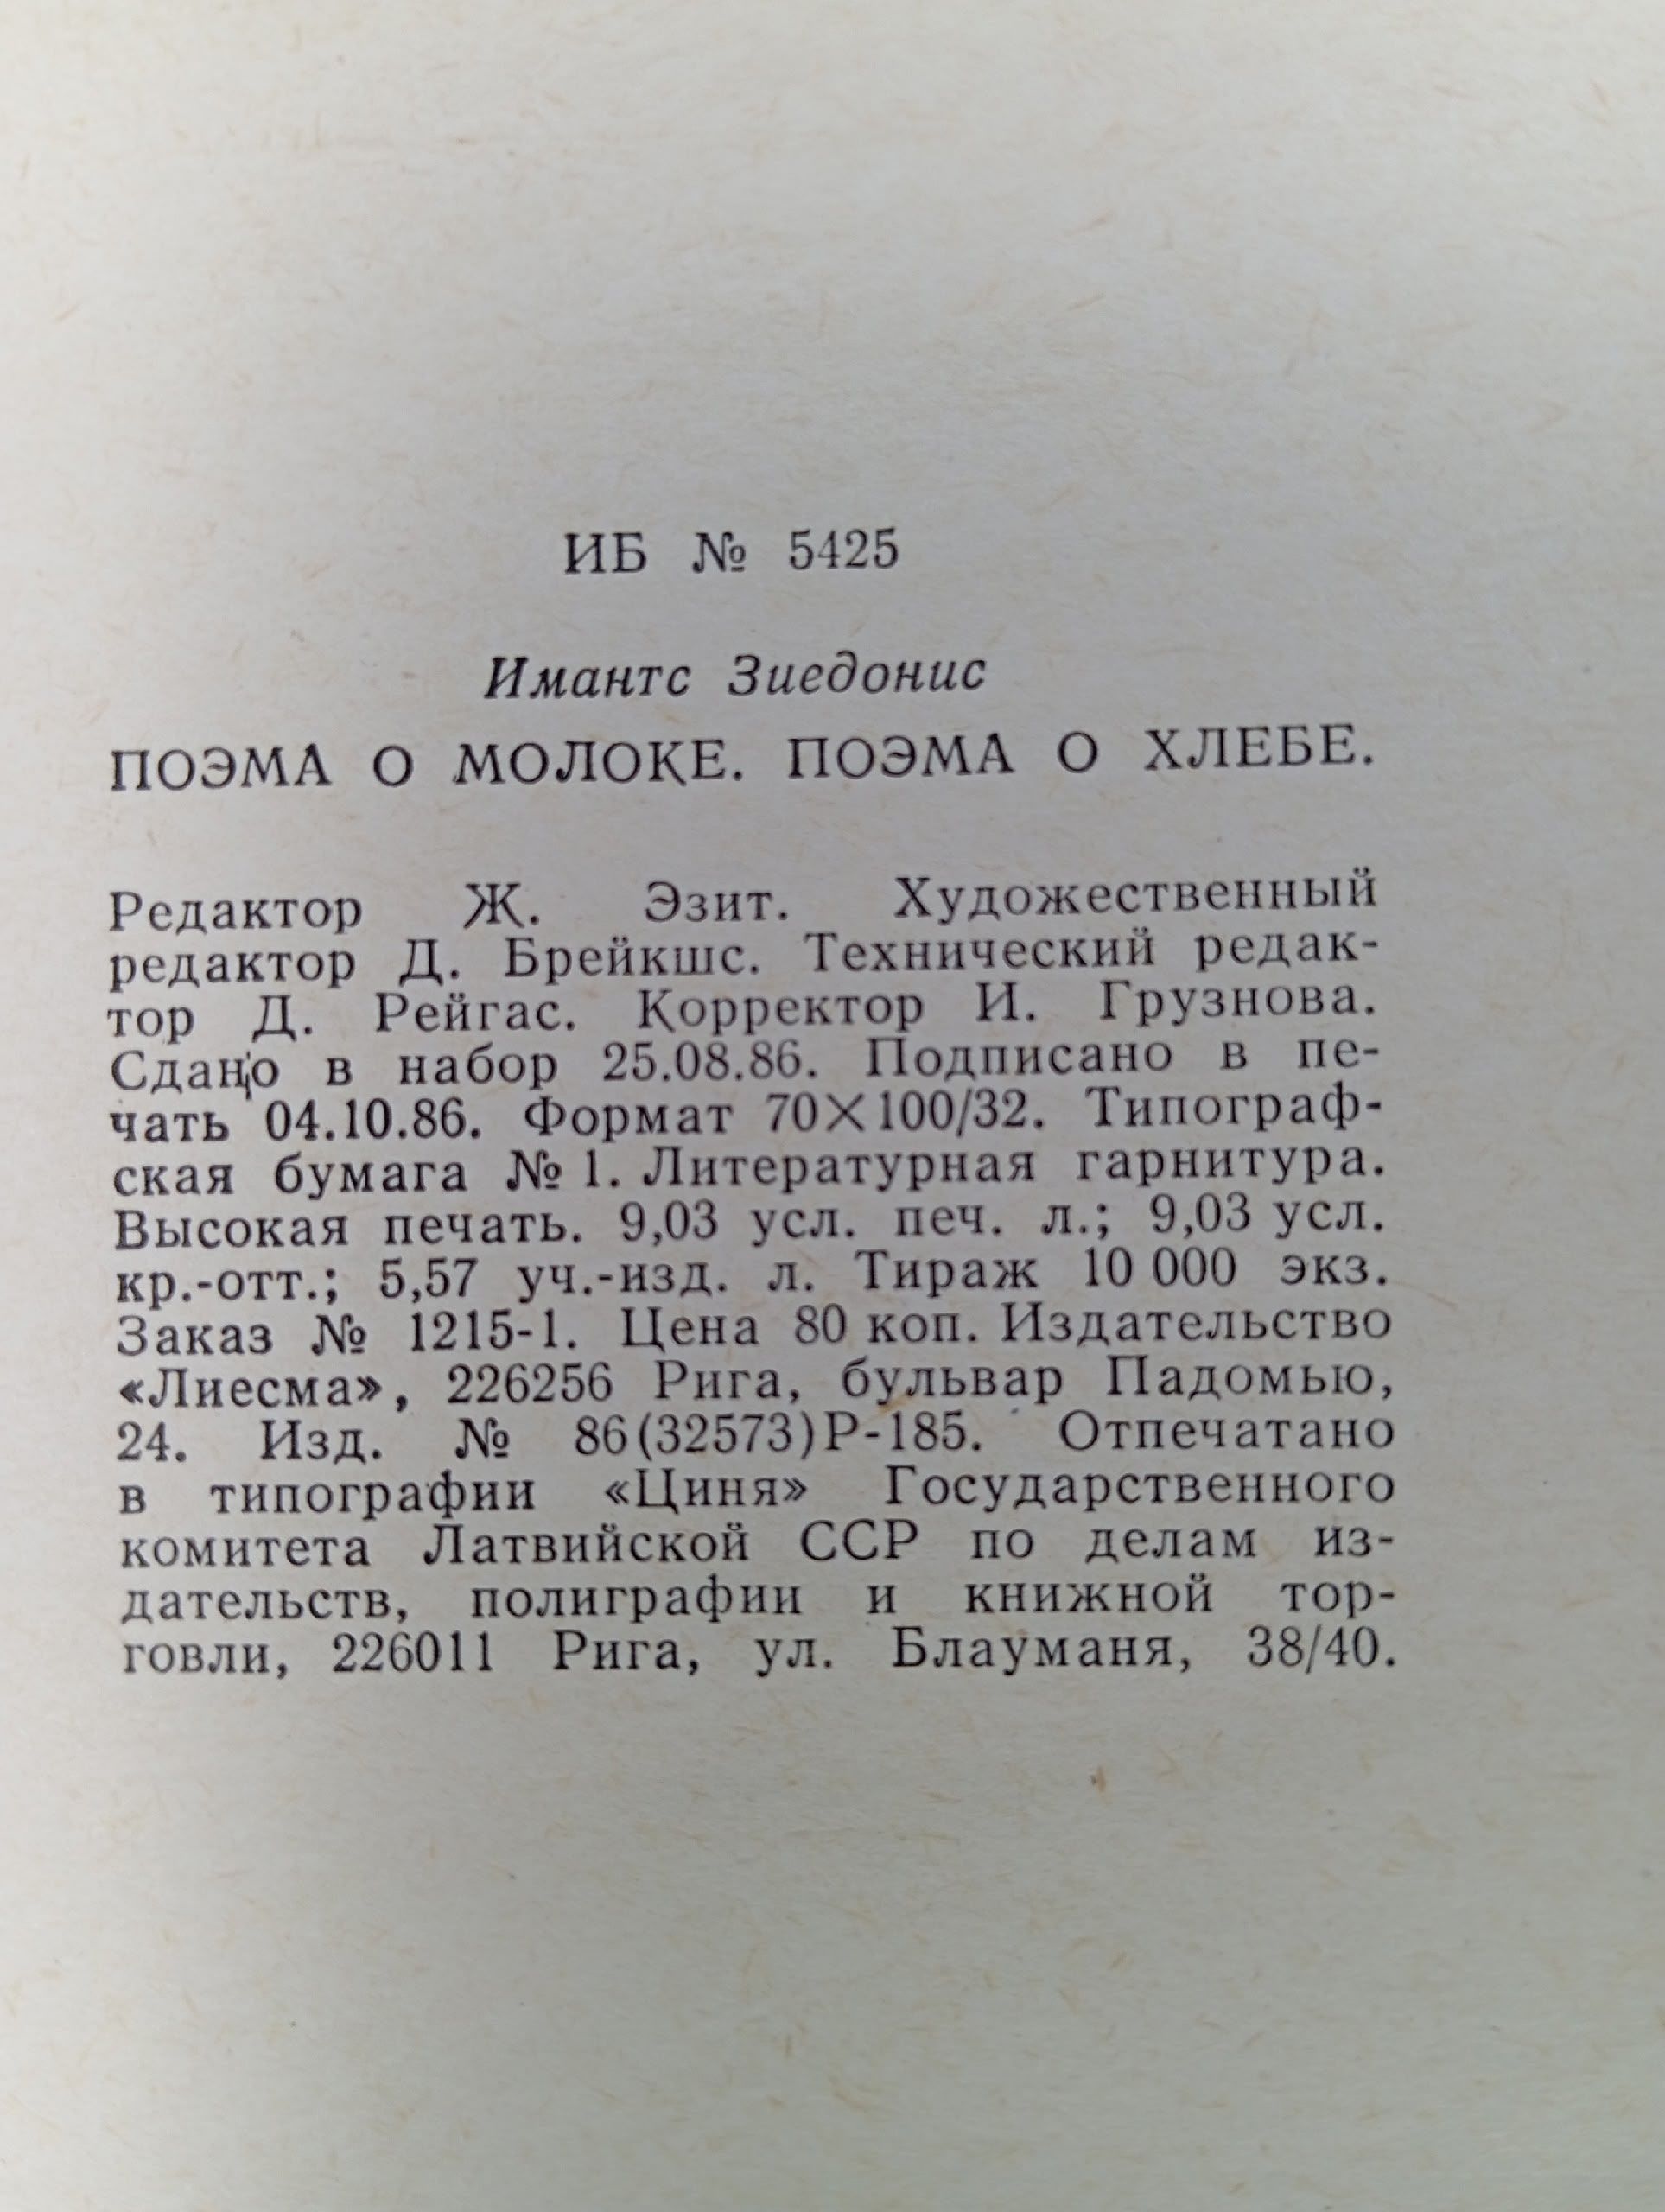 ИБ № 5425
Имантс Зиедонис
ПОЭМА О МОЛОКЕ. ПОЭМА О ХЛЕБЕ.
Редактор Ж. Эзит. Художественный
редактор Д. Брейкшс. Технический редак-
тор Д. Рейгас. Корректор И. Грузнова.
Сдано в набор 25.08.86. Подписано в пе-
чать 04.10.86. Формат 70×100/32. Типограф-
ская бумага № 1. Литературная гарнитура.
Высокая печать. 9,03 усл. печ. л.; 9,03 усл.
кр.-отт.; 5,57 уч.-изд. л. Тираж 10 000 экз.
Заказ № 1215-1. Цена 80 коп. Издательство
«Лиесма», 226256 Рига, бульвар Падомью,
24. Изд. № 86(32573)Р-185. Отпечатано
в типографии «Циня» Государственного
комитета Латвийской ССР по делам из-
дательств, полиграфии и книжной тор-
говли, 226011 Рига, ул. Блауманя, 38/40.